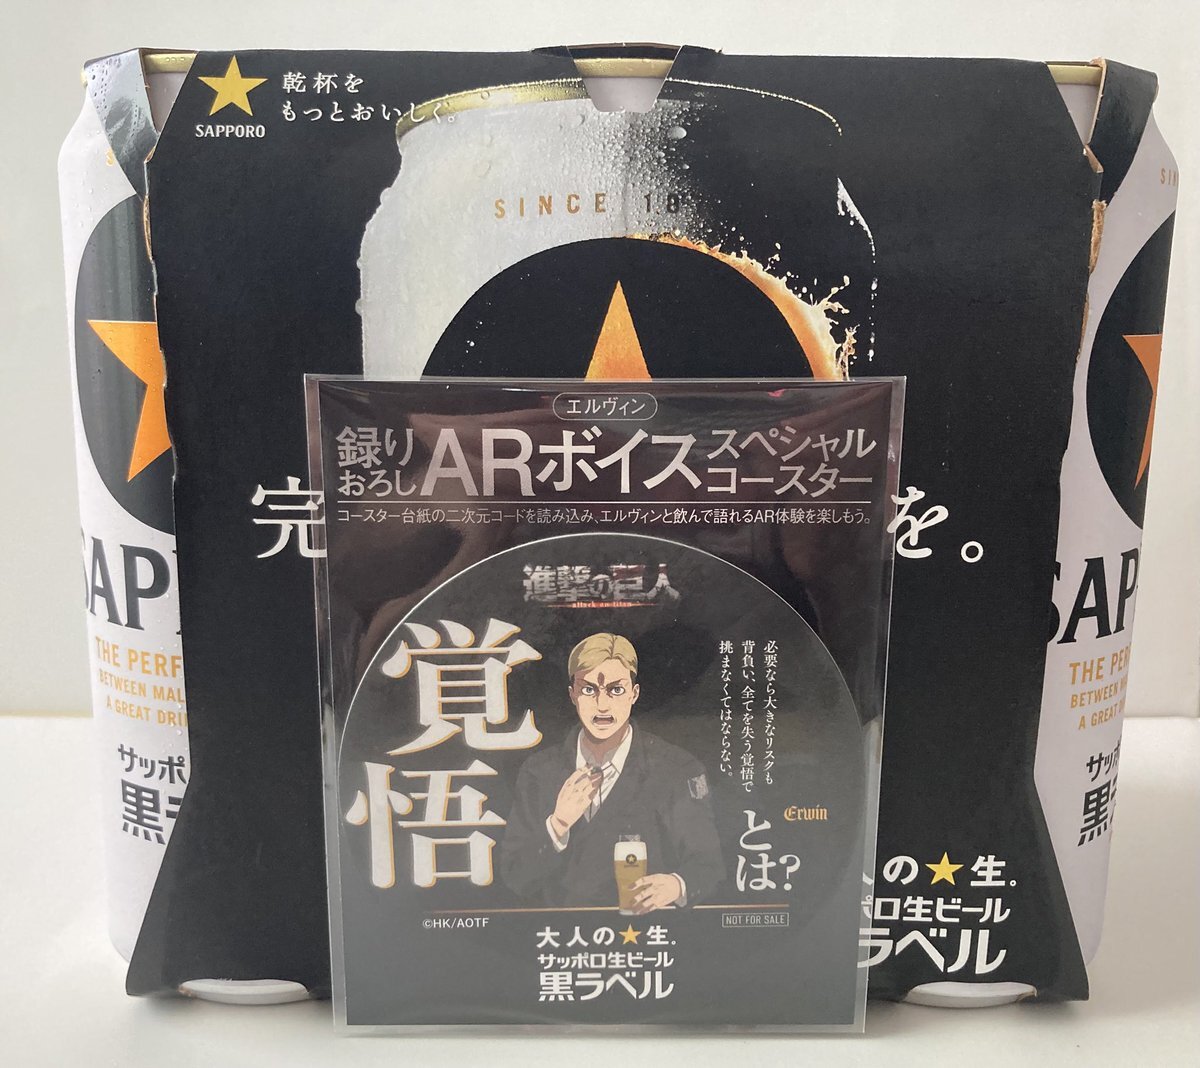 SAPPORO
乾杯を
もっとおいしく。
SINCE 18
完
を。
エルヴィン
録りおろし
ARボイス
スペシャルコースター
コースター台紙の二次元コードを読み込み、エルヴィンと飲んで語れるAR体験を楽しもう。
進撃の巨人
attack on titan
覚悟
とは?
必要なら大きなリスクも
背負い、全てを失う覚悟で
挑まなくてはならない。
Erwin
©HK/AOTF
NOT FOR SALE
大人の★生。
サッポロ生ビール
黒ラベル
の★生。
ポロ生ビール
ラベル
SAP
THE PERF
BETWEEN MAL
A GREAT DRI
サッポ
黒ラ
SAP
THE PER
BETWEEN
A GREAT
サッ
黒